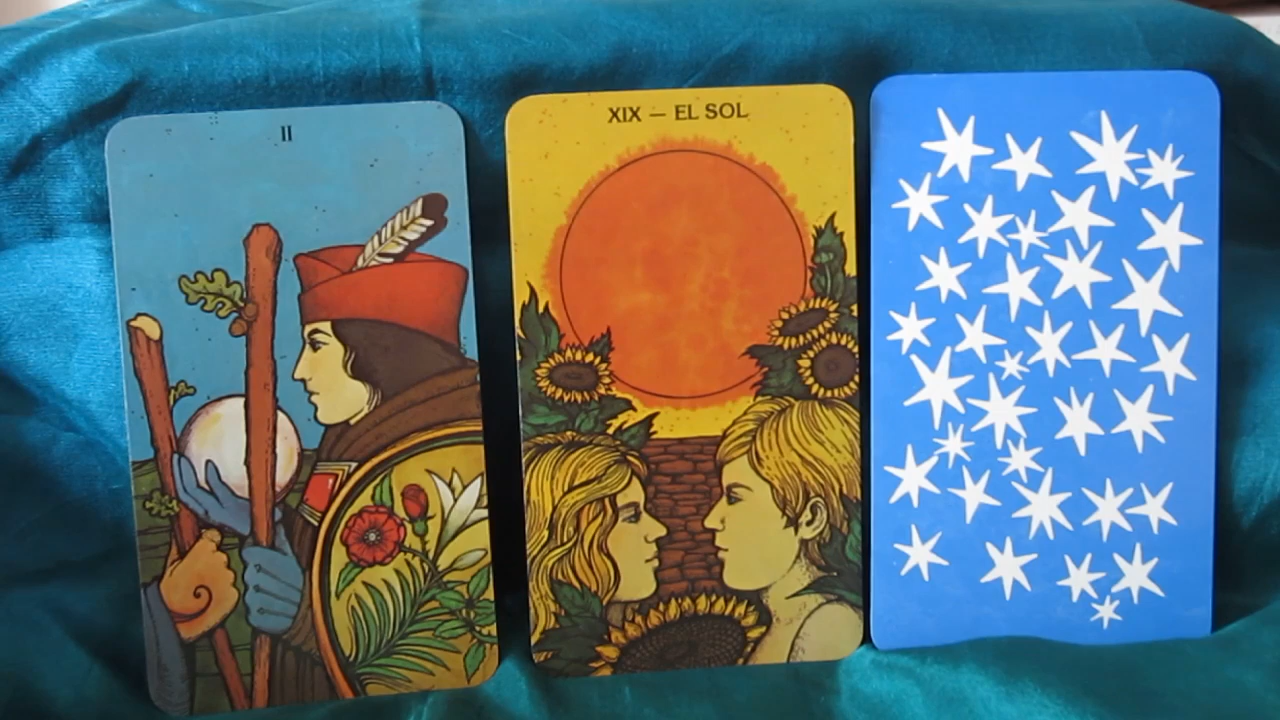 II
XIX — EL SOL